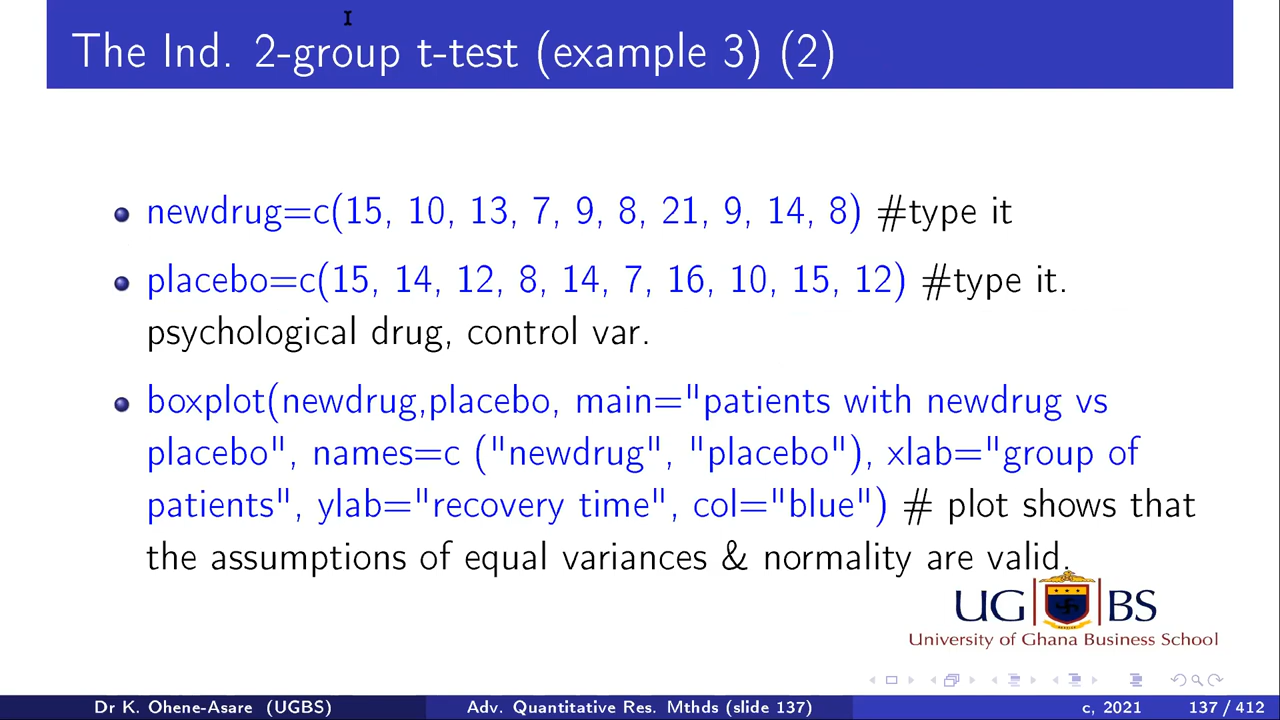 The Ind. 2-group t-test (example 3) (2)
newdrug=c(15, 10, 13, 7, 9, 8, 21, 9, 14, 8) #type it
placebo=c(15, 14, 12, 8, 14, 7, 16, 10, 15, 12) #type it.
psychological drug, control var.
boxplot(newdrug,placebo, main="patients with newdrug vs
placebo", names=c ("newdrug", "placebo"), xlab="group of
patients", ylab="recovery time", col="blue") # plot shows that
the assumptions of equal variances & normality are valid.
UG BS
University of Ghana Business School
Dr K. Ohene-Asare (UGBS) Adv. Quantitative Res. Mthds (slide 137) c, 2021 137 / 412